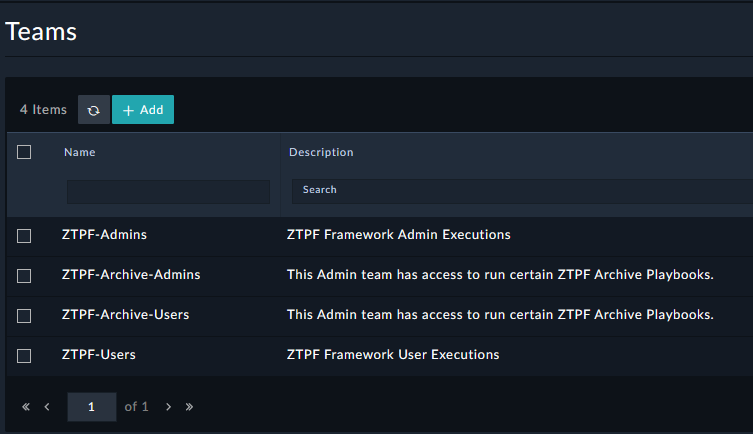 Teams
4 Items
+ Add
Name Description
Search
ZTPF-Admins ZTPF Framework Admin Executions
ZTPF-Archive-Admins This Admin team has access to run certain ZTPF Archive Playbooks.
ZTPF-Archive-Users This Admin team has access to run certain ZTPF Archive Playbooks.
ZTPF-Users ZTPF Framework User Executions
« ‹ 1 of 1 › »